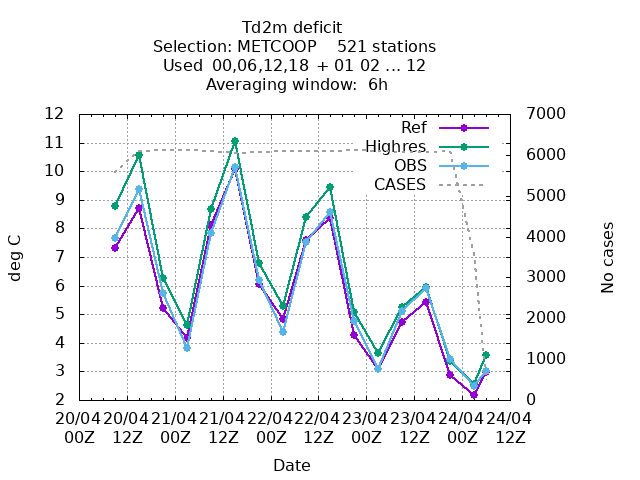 Td2m deficit
Selection: METCOOP    521 stations
Used  00,06,12,18  + 01 02 ... 12
Averaging window:  6h
12 7000
11 6000
10 5000
9 4000
8 3000
7 2000
6 1000
5 0
4
3
2
deg C
No cases
Ref
Highres
OBS
CASES
20/04 20/04 21/04 21/04 22/04 22/04 23/04 23/04 24/04 24/04
00Z 12Z 00Z 12Z 00Z 12Z 00Z 12Z 00Z 12Z
Date